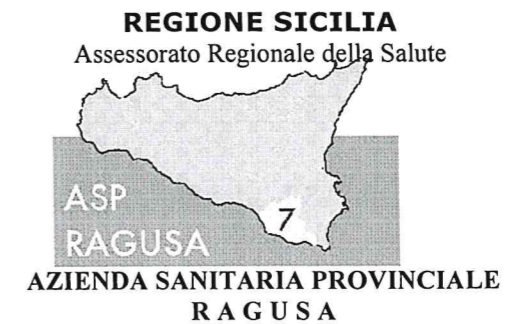 REGIONE SICILIA
Assessorato Regionale della Salute
ASP
7
RAGUSA
AZIENDA SANITARIA PROVINCIALE
RAGUSA